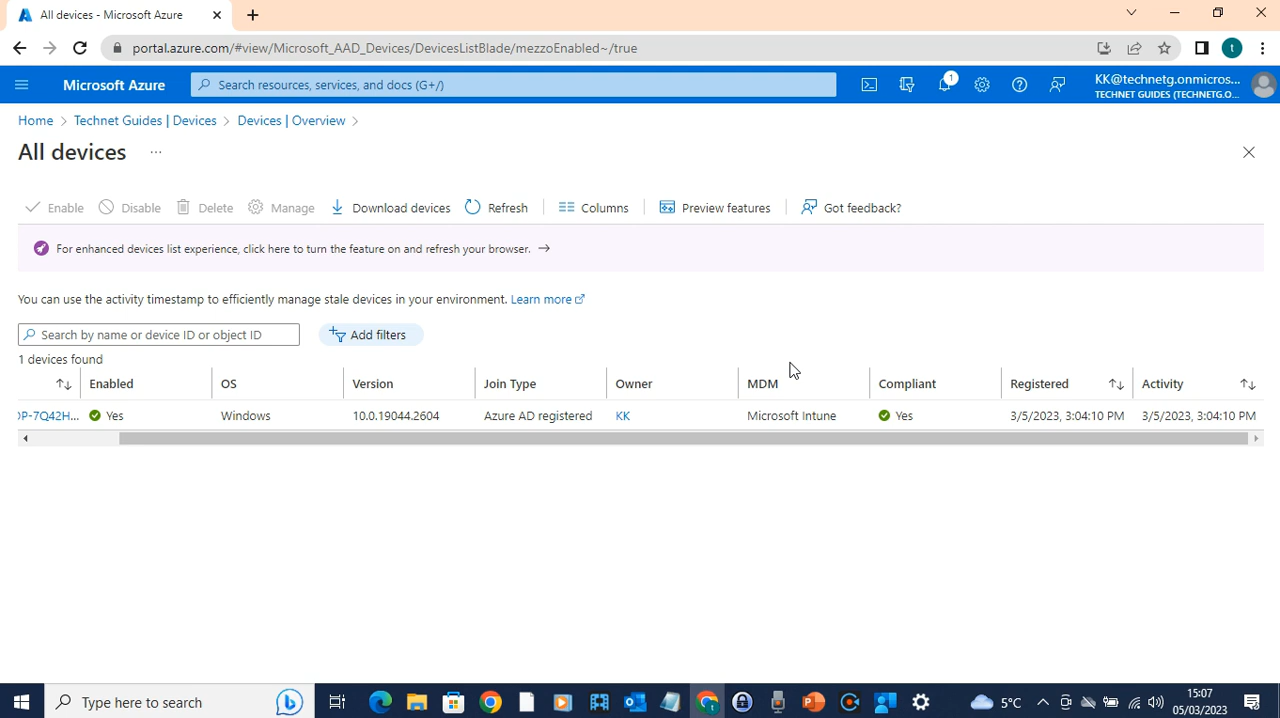 All devices - Microsoft Azure
portal.azure.com/#view/Microsoft_AAD_Devices/DevicesListBlade/mezzoEnabled~/true
t
Microsoft Azure
Search resources, services, and docs (G+/)
1
KK@technetg.onmicros...
TECHNET GUIDES (TECHNETG.O...
Home > Technet Guides | Devices > Devices | Overview >
All devices ...
Enable Disable Delete Manage Download devices Refresh Columns Preview features Got feedback?
For enhanced devices list experience, click here to turn the feature on and refresh your browser. →
You can use the activity timestamp to efficiently manage stale devices in your environment. Learn more
Search by name or device ID or object ID Add filters
1 devices found
Enabled OS Version Join Type Owner MDM Compliant Registered Activity
OP-7Q42H... Yes Windows 10.0.19044.2604 Azure AD registered KK Microsoft Intune Yes 3/5/2023, 3:04:10 PM 3/5/2023, 3:04:10 PM
Type here to search
5°C
15:07
05/03/2023